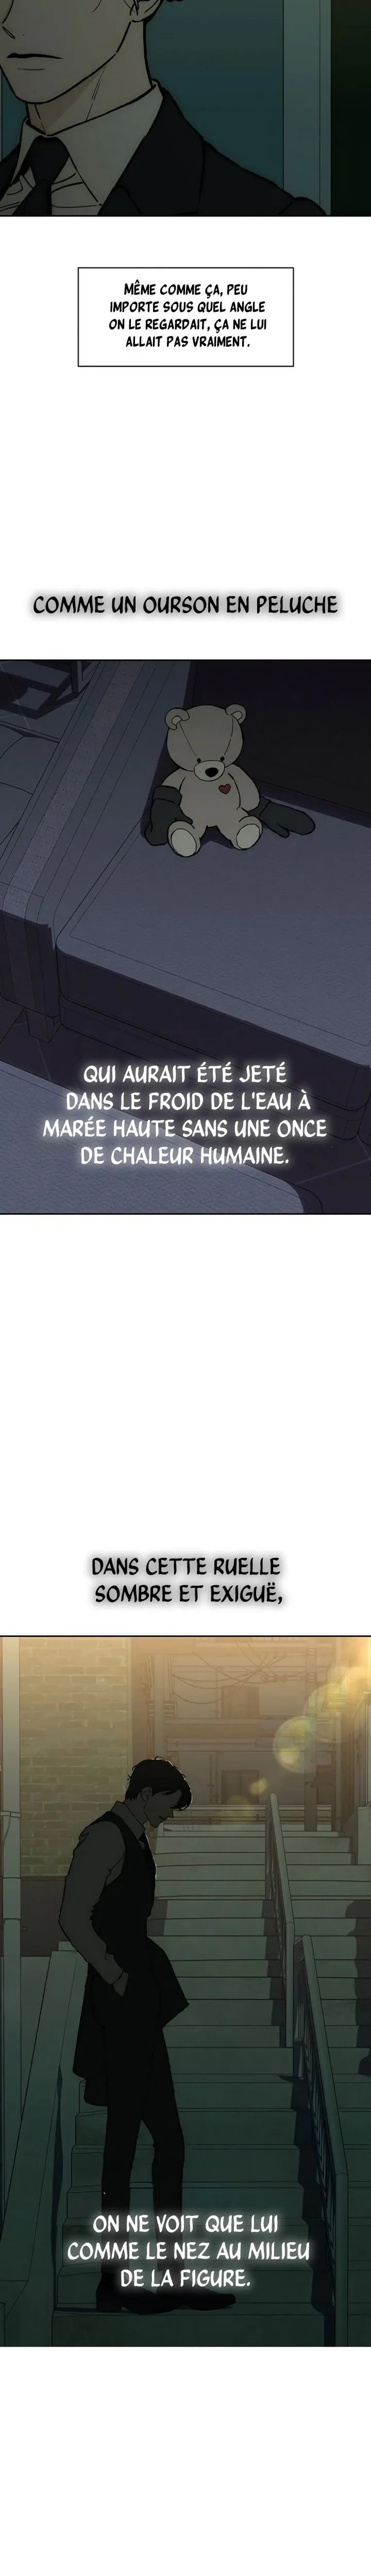 MÊME COMME ÇA, PEU
IMPORTE SOUS QUEL ANGLE
ON LE REGARDAIT, ÇA NE LUI
ALLAIT PAS VRAIMENT.
COMME UN OURSON EN PELUCHE
QUI AURAIT ÉTÉ JETÉ
DANS LE FROID DE L'EAU À
MARÉE HAUTE SANS UNE ONCE
DE CHALEUR HUMAINE.
DANS CETTE RUELLE
SOMBRE ET EXIGUË,
ON NE VOIT QUE LUI
COMME LE NEZ AU MILIEU
DE LA FIGURE.